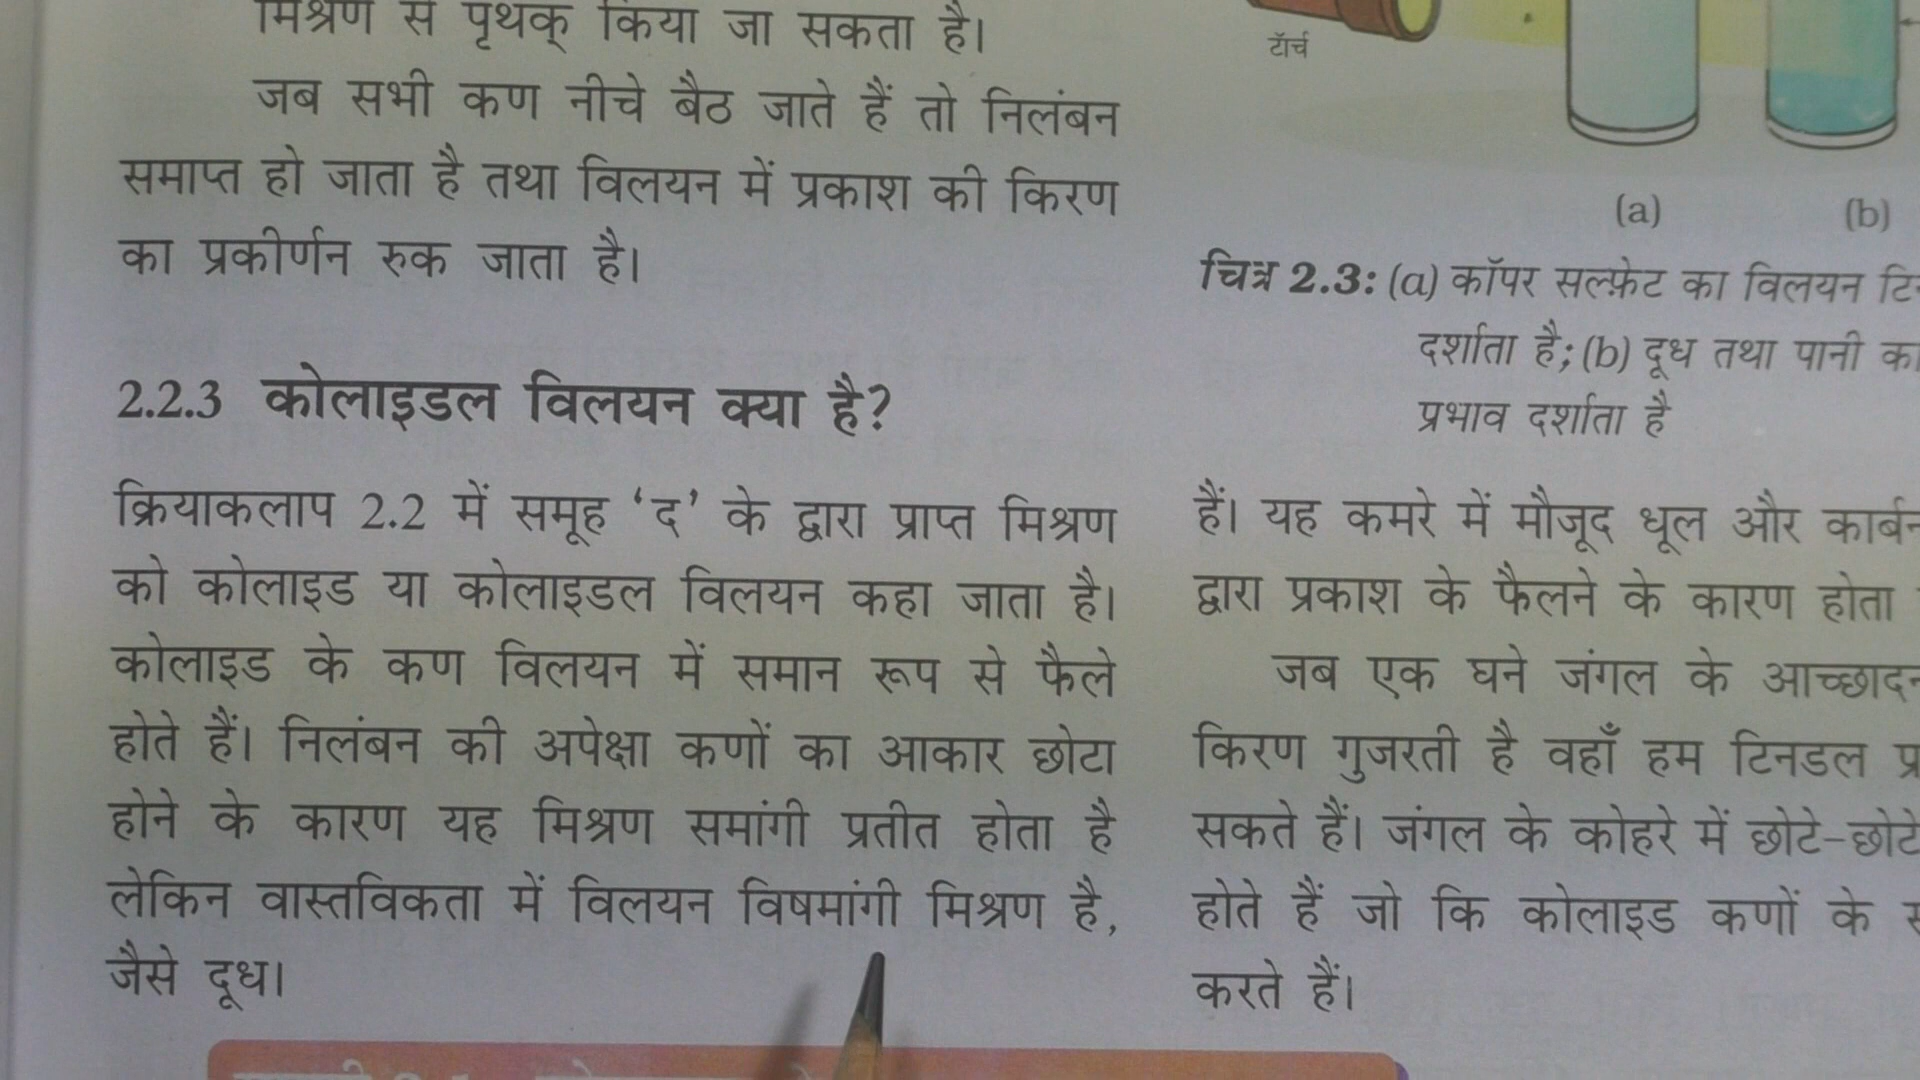 मिश्रण से पृथक् किया जा सकता है।
जब सभी कण नीचे बैठ जाते हैं तो निलंबन
समाप्त हो जाता है तथा विलयन में प्रकाश की किरण
का प्रकीर्णन रुक जाता है।
2.2.3 कोलाइडल विलयन क्या है?
क्रियाकलाप 2.2 में समूह ‘द’ के द्वारा प्राप्त मिश्रण
को कोलाइड या कोलाइडल विलयन कहा जाता है।
कोलाइड के कण विलयन में समान रूप से फैले
होते हैं। निलंबन की अपेक्षा कणों का आकार छोटा
होने के कारण यह मिश्रण समांगी प्रतीत होता है
लेकिन वास्तविकता में विलयन विषमांगी मिश्रण है,
जैसे दूध।
टॉर्च
(a) (b)
चित्र 2.3: (a) कॉपर सल्फ़ेट का विलयन
दर्शाता है; (b) दूध तथा पानी का
प्रभाव दर्शाता है
हैं। यह कमरे में मौजूद धूल और
द्वारा प्रकाश के फैलने के कारण होता
जब एक घने जंगल के
किरण गुजरती है वहाँ हम टिनडल
सकते हैं। जंगल के कोहरे में छोटे-छोटे
होते हैं जो कि कोलाइड कणों के
करते हैं।